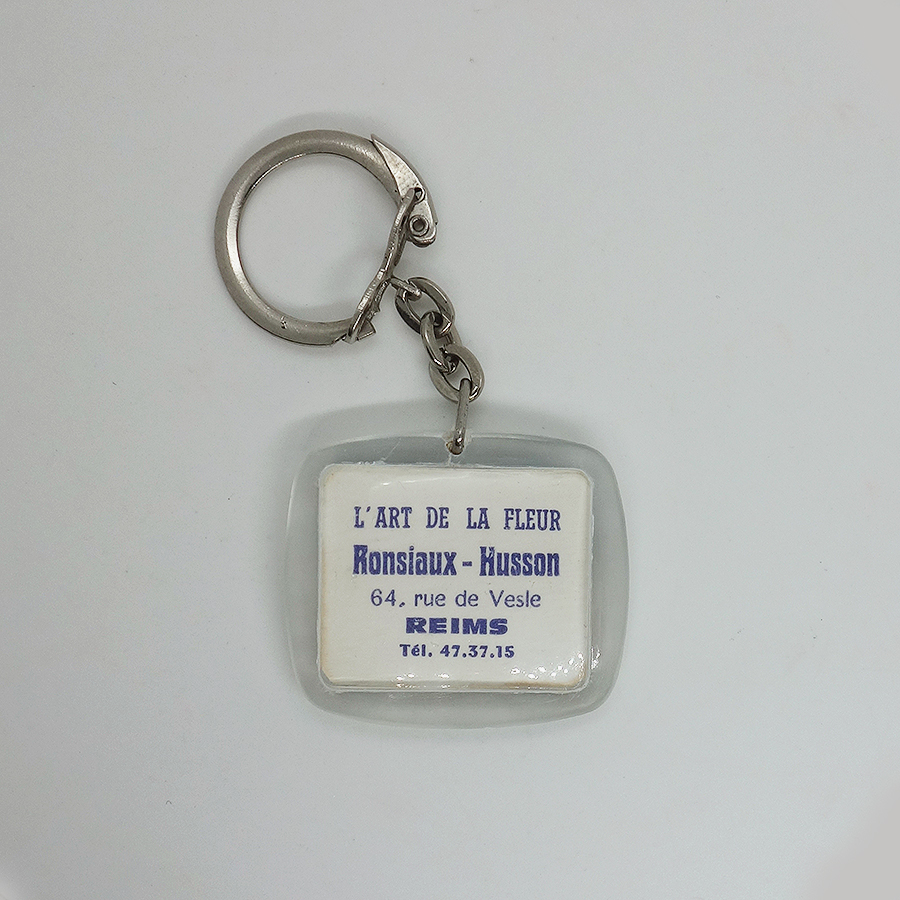 L'ART DE LA FLEUR
Ronsiaux - Husson
64, rue de Vesle
REIMS
Tél. 47.37.15